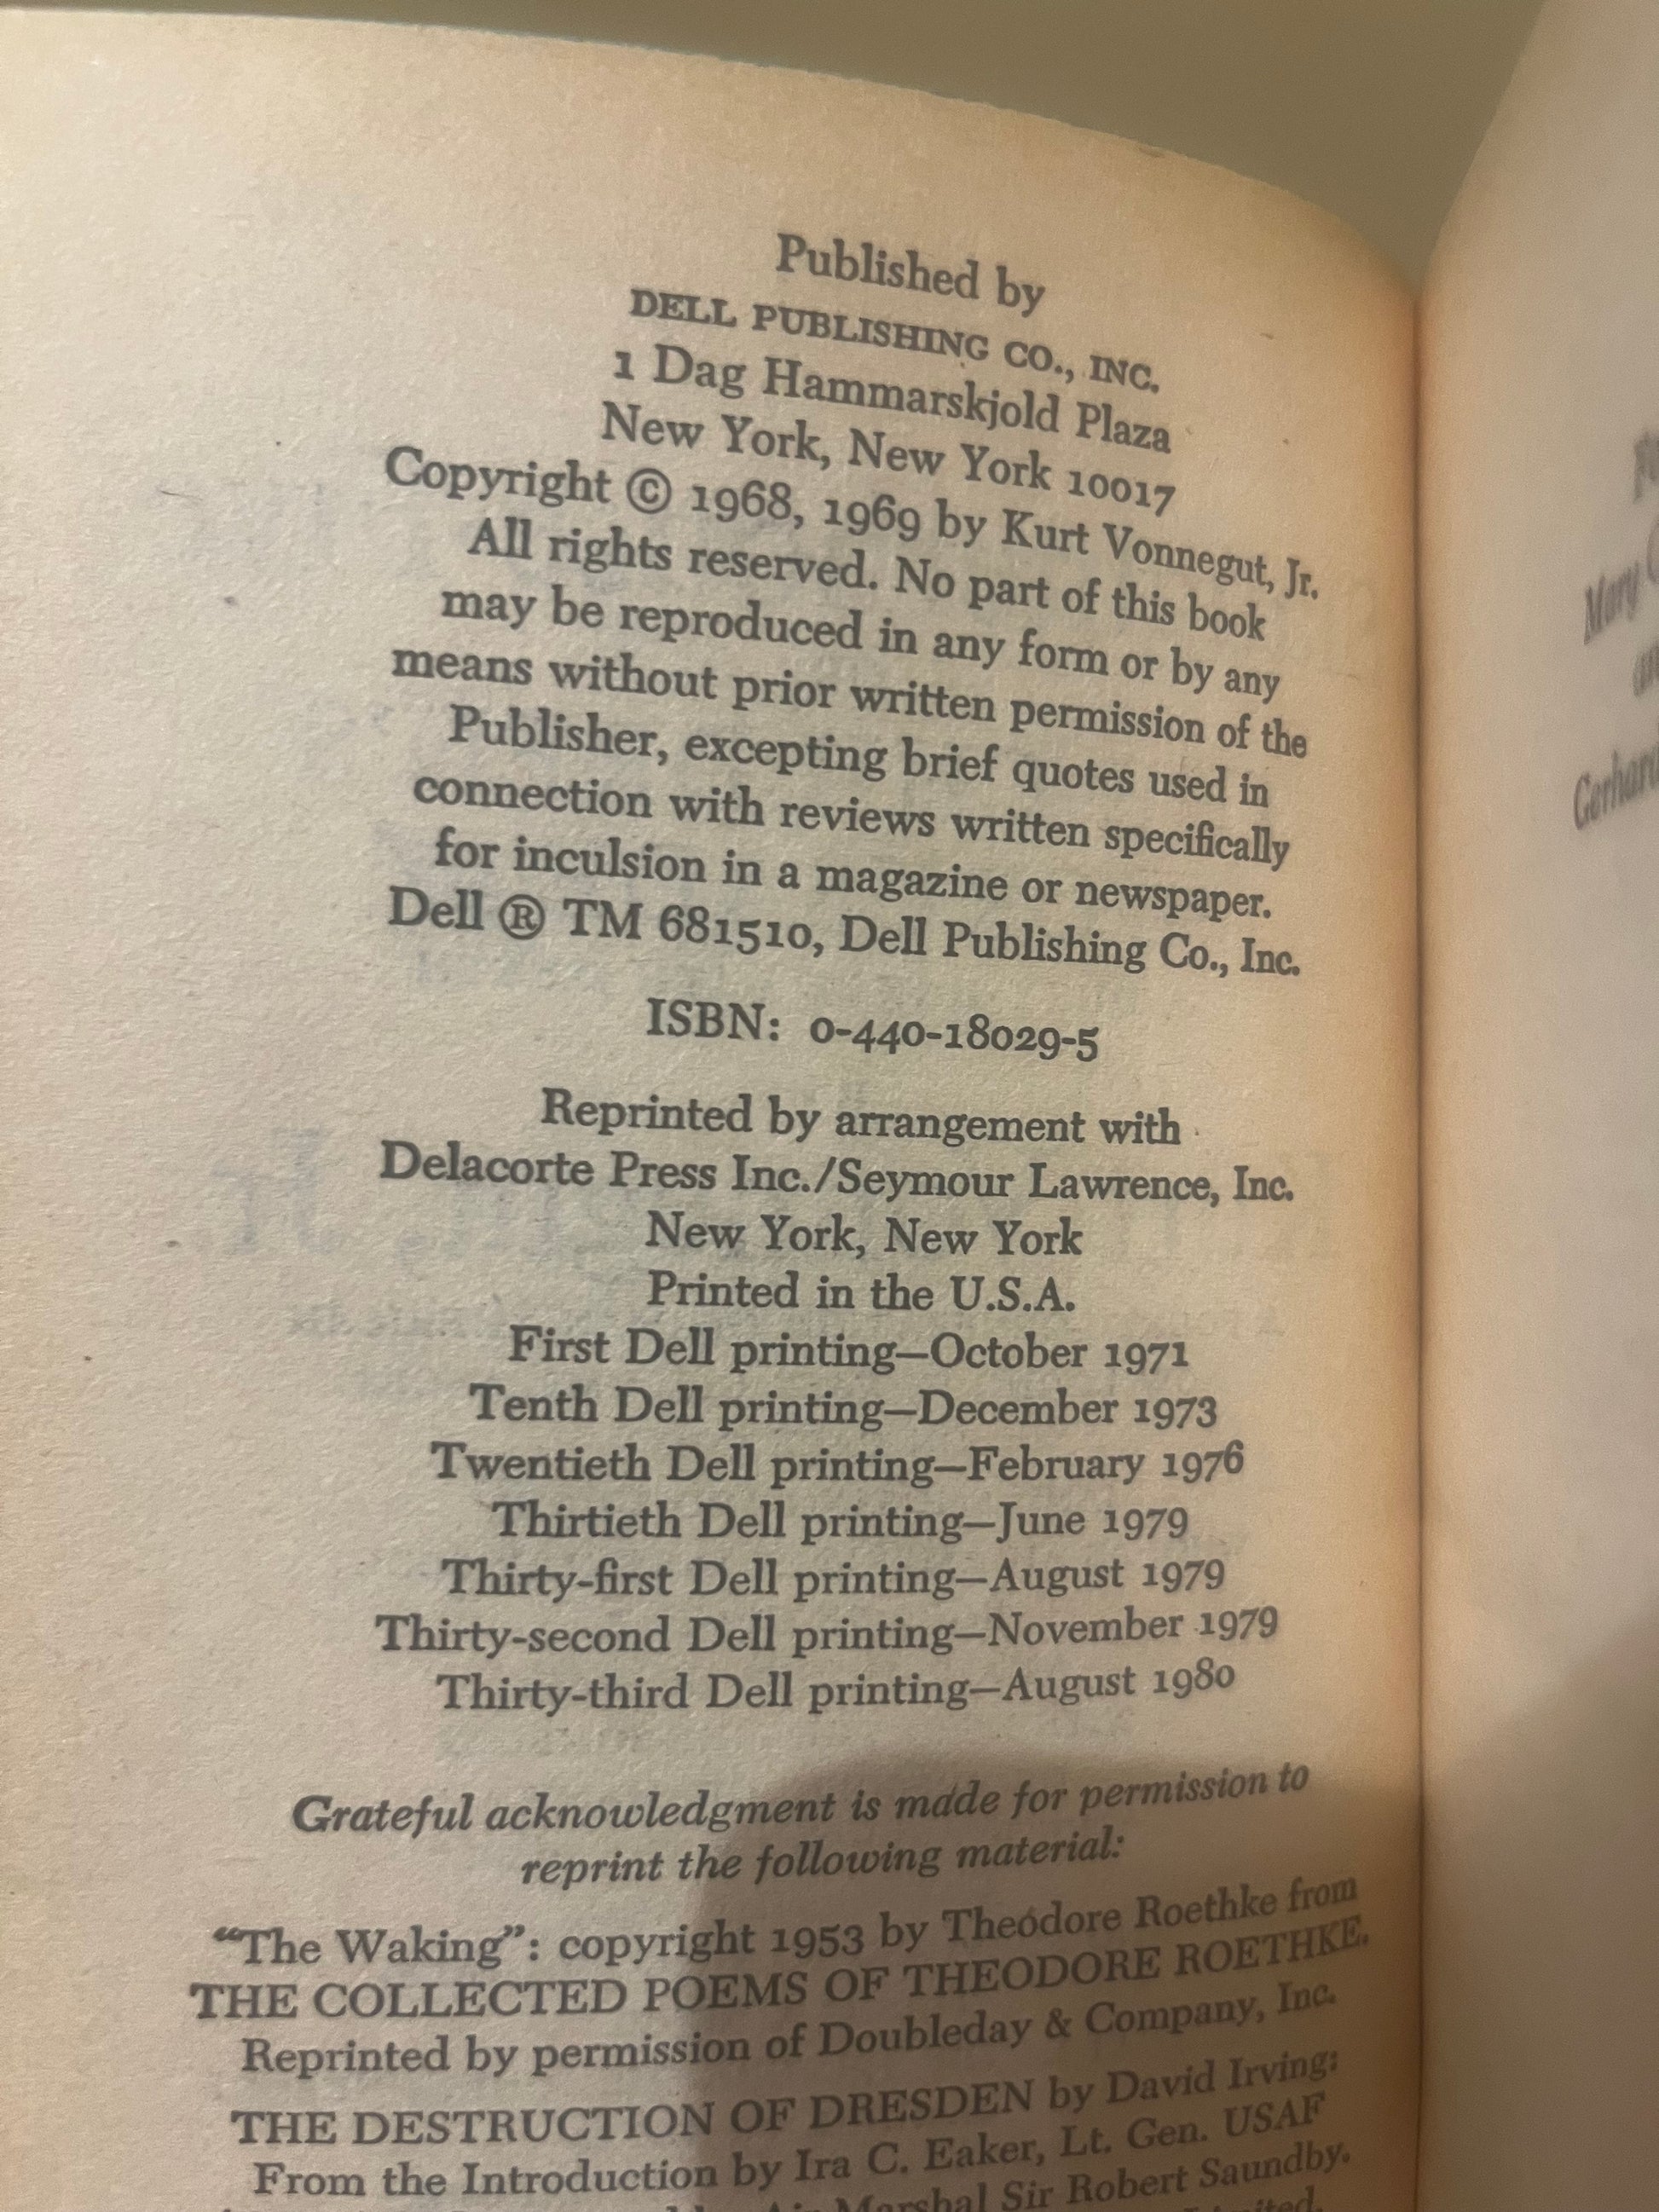 Published by
DELL PUBLISHING CO., INC.
1 Dag Hammarskjold Plaza
New York, New York 10017
Copyright © 1968, 1969 by Kurt Vonnegut, Jr.
All rights reserved. No part of this book
may be reproduced in any form or by any
means without prior written permission of the
Publisher, excepting brief quotes used in
connection with reviews written specifically
for inculsion in a magazine or newspaper.
Dell ® TM 681510, Dell Publishing Co., Inc.
ISBN: 0-440-18029-5
Reprinted by arrangement with
Delacorte Press Inc./Seymour Lawrence, Inc.
New York, New York
Printed in the U.S.A.
First Dell printing—October 1971
Tenth Dell printing—December 1973
Twentieth Dell printing—February 1976
Thirtieth Dell printing—June 1979
Thirty-first Dell printing—August 1979
Thirty-second Dell printing—November 1979
Thirty-third Dell printing—August 1980
Grateful acknowledgment is made for permission to
reprint the following material:
"The Waking": copyright 1953 by Theodore Roethke from
THE COLLECTED POEMS OF THEODORE ROETHKE.
Reprinted by permission of Doubleday & Company, Inc.
THE DESTRUCTION OF DRESDEN by David Irving:
From the Introduction by Ira C. Eaker, Lt. Gen. USAF
Air Marshal Sir Robert Saundby.
Mary